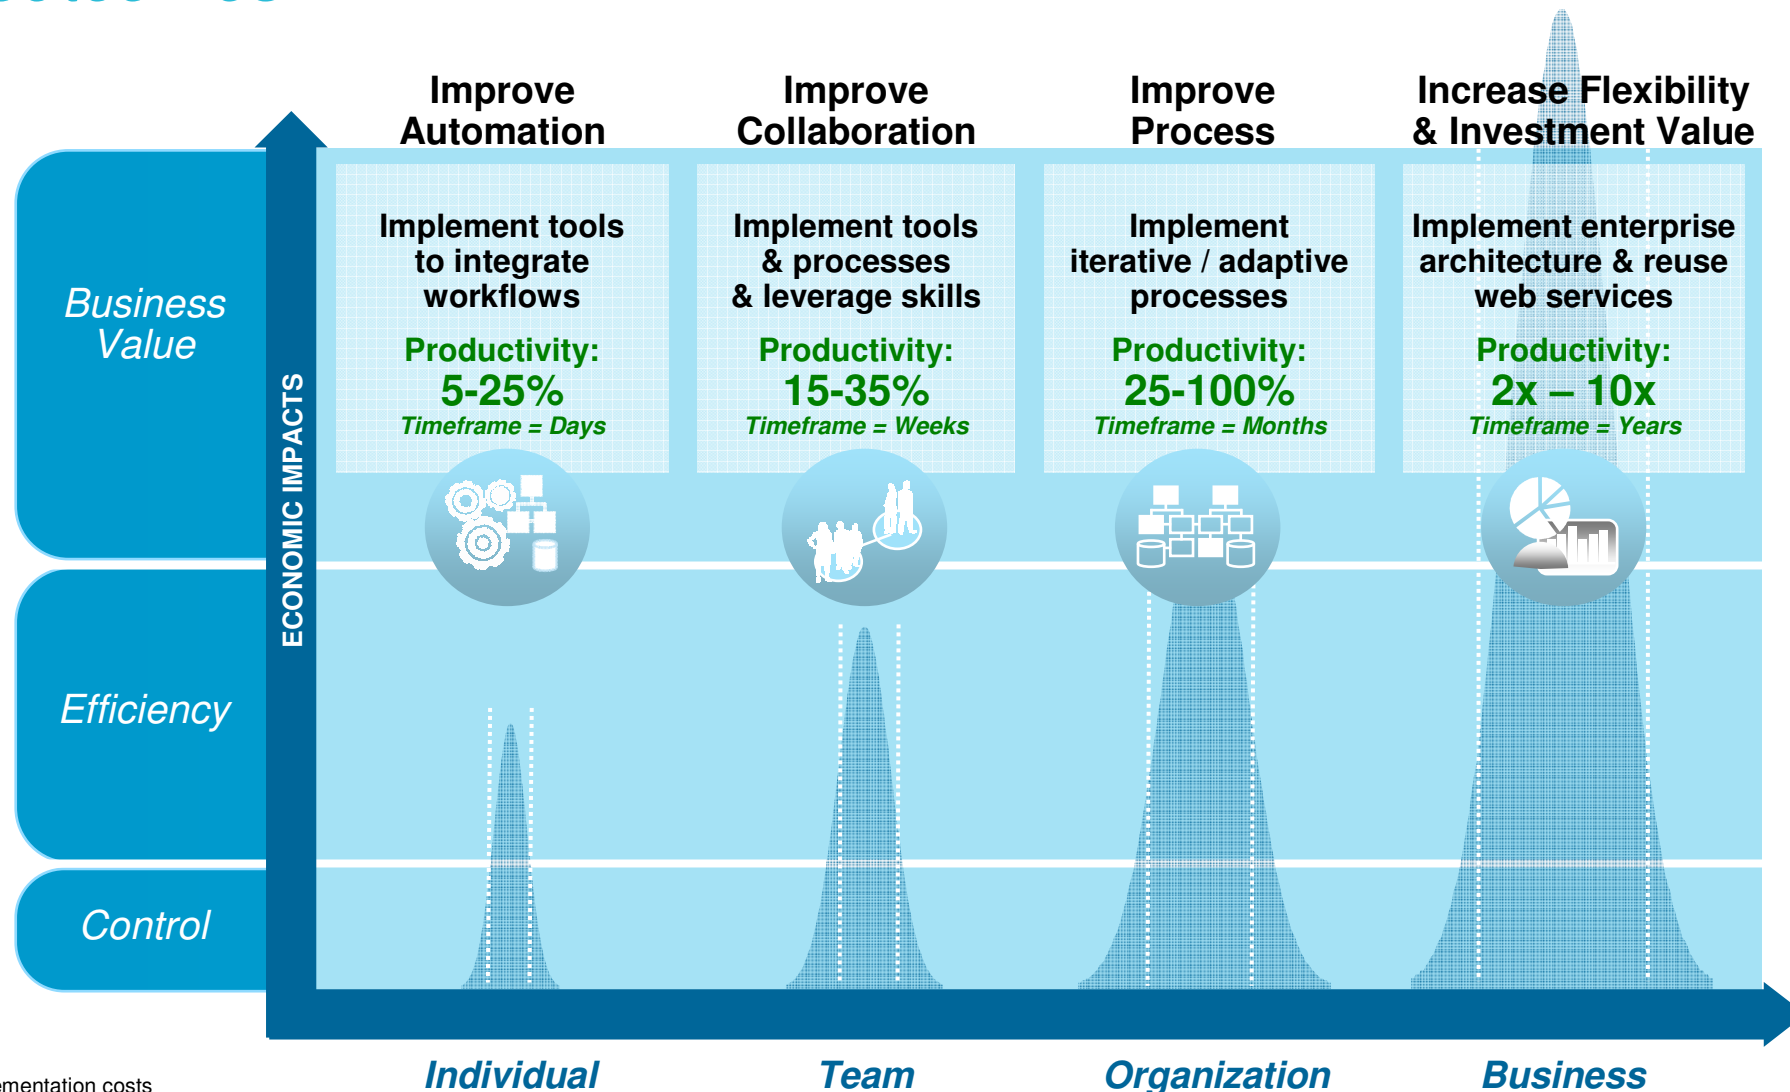 Improve
Automation
Improve
Collaboration
Improve
Process
Increase Flexibility
& Investment Value
Business
Value
Efficiency
Control
ECONOMIC IMPACTS
Implement tools
to integrate
workflows
Productivity:
5-25%
Timeframe = Days
Implement tools
& processes
& leverage skills
Productivity:
15-35%
Timeframe = Weeks
Implement
iterative / adaptive
processes
Productivity:
25-100%
Timeframe = Months
Implement enterprise
architecture & reuse
web services
Productivity:
2x – 10x
Timeframe = Years
Individual
Team
Organization
Business
costs